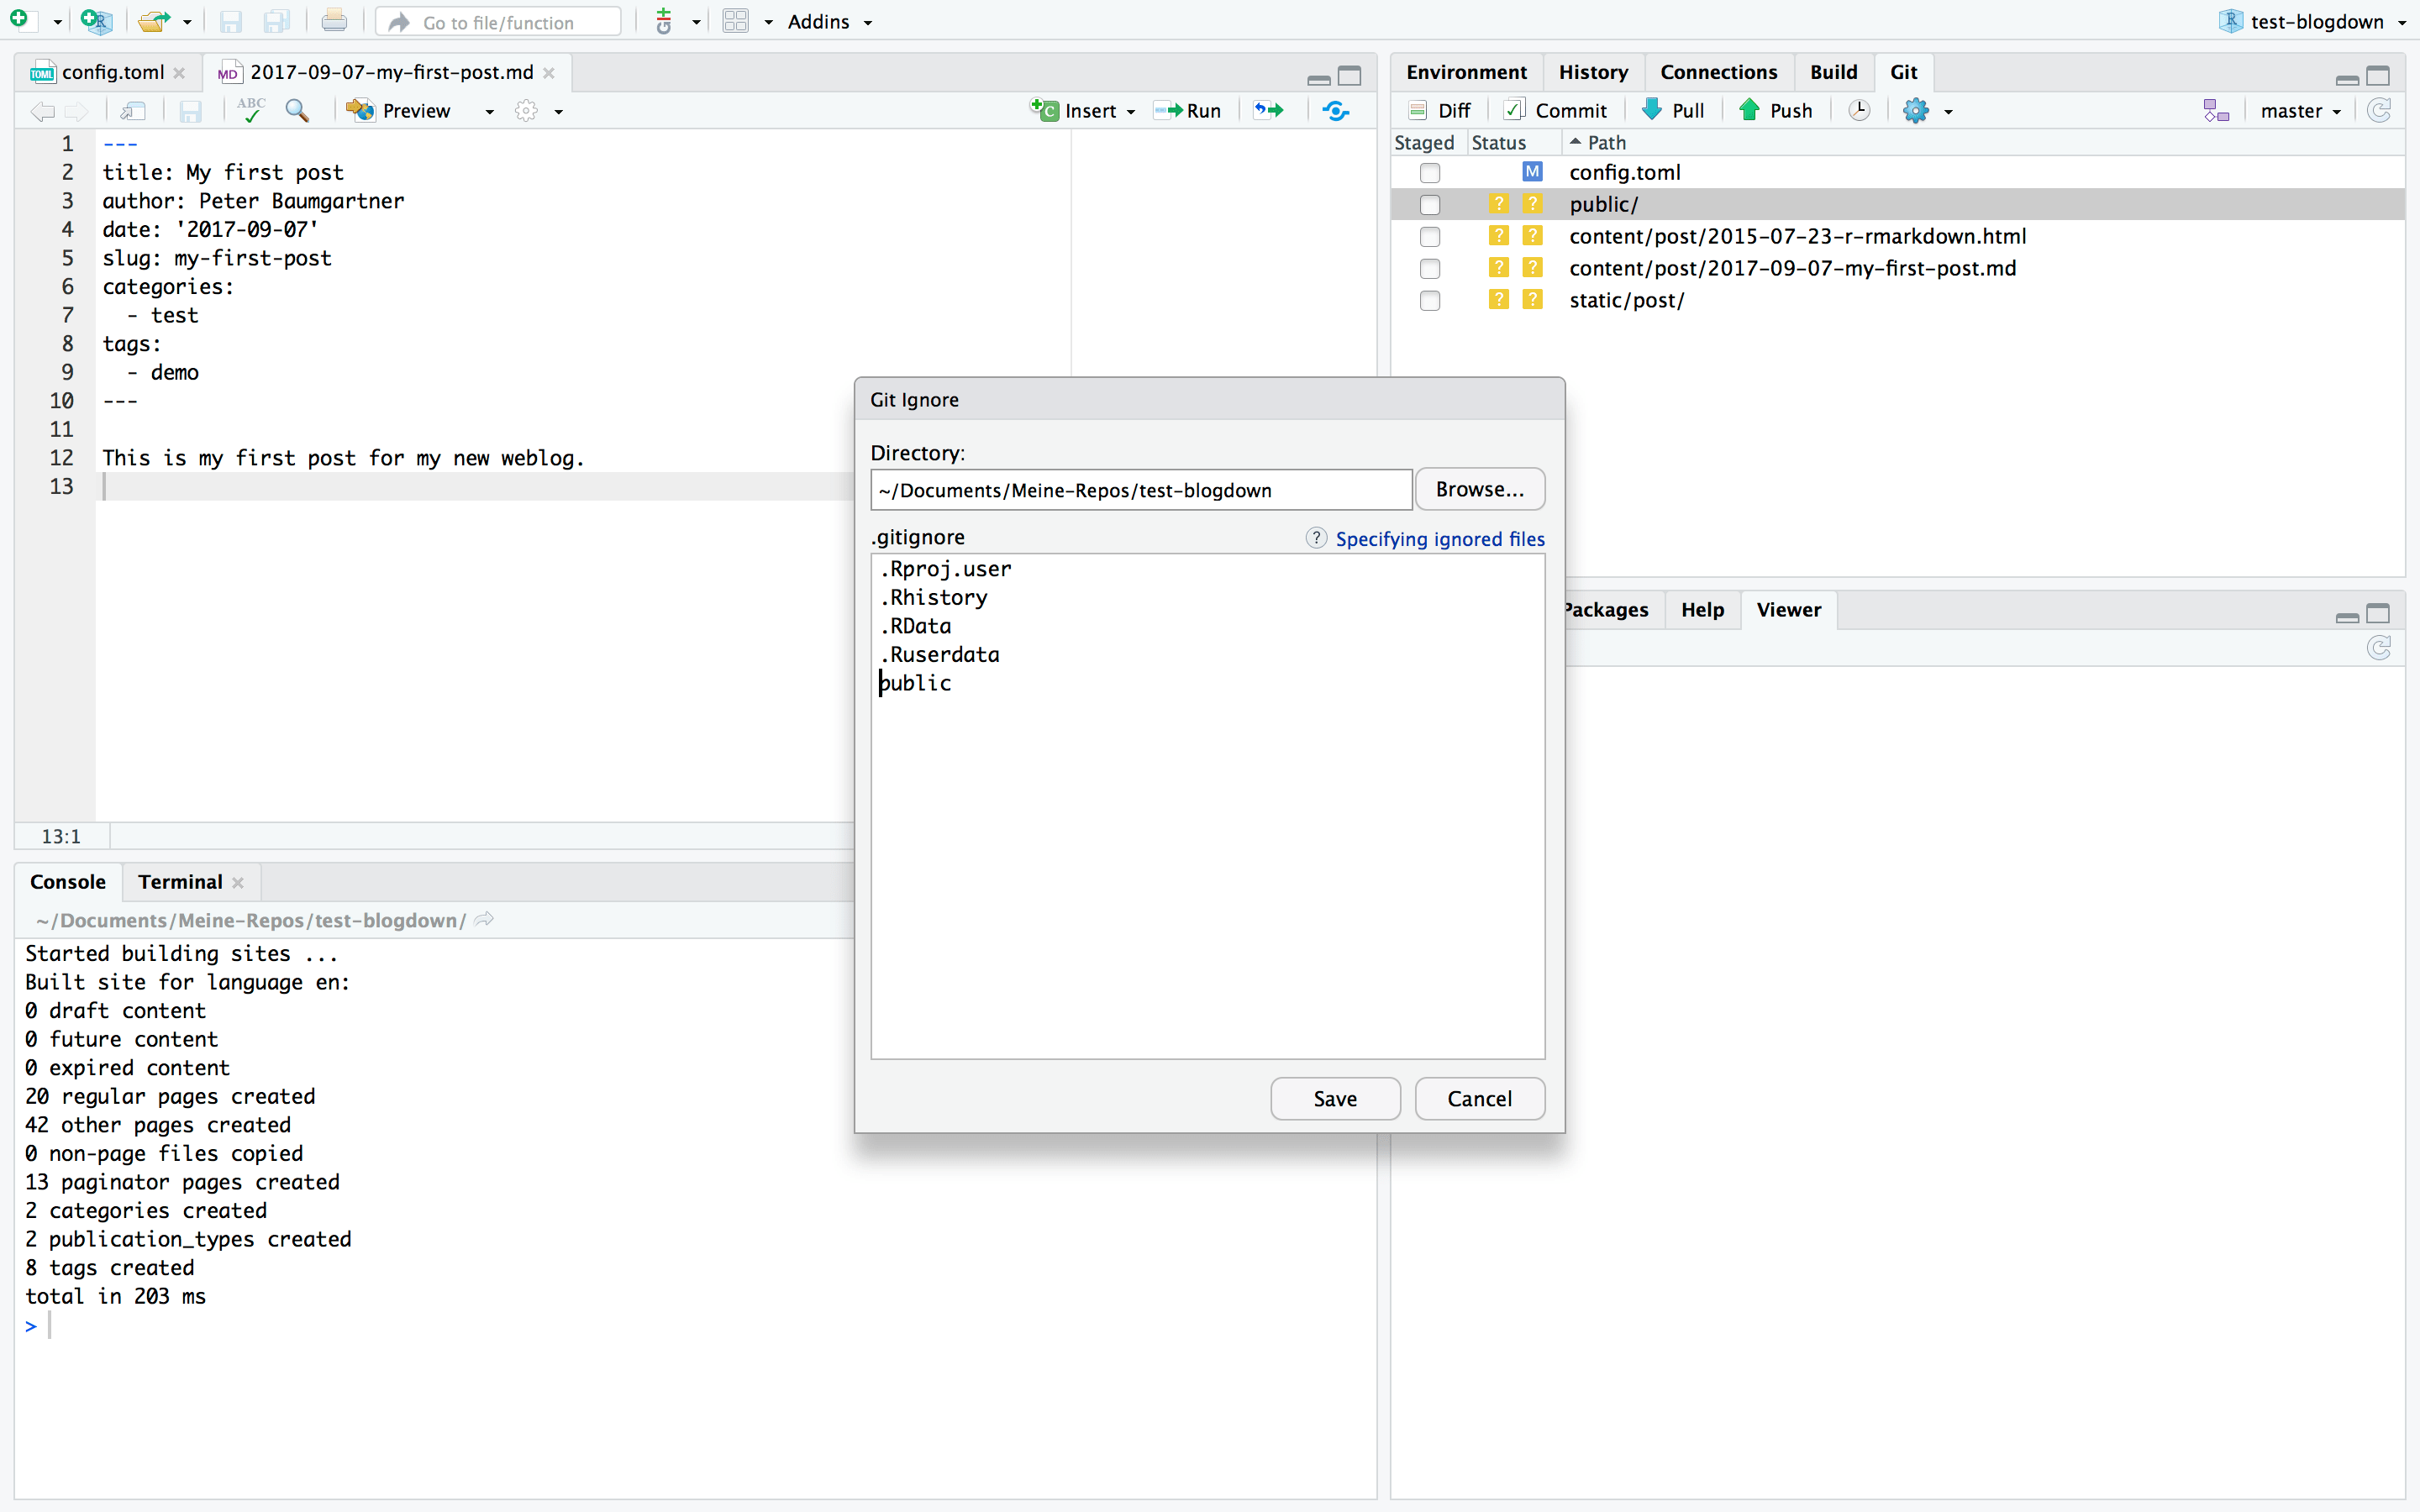 Go to file/function
Addins
test-blogdown
TOML config.toml
MD 2017-09-07-my-first-post.md
ABC Preview Insert Run
1 ---
2 title: My first post
3 author: Peter Baumgartner
4 date: '2017-09-07'
5 slug: my-first-post
6 categories:
7 - test
8 tags:
9 - demo
10 ---
11
12 This is my first post for my new weblog.
13
13:1
Console Terminal
~/Documents/Meine-Repos/test-blogdown/
Started building sites ...
Built site for language en:
0 draft content
0 future content
0 expired content
20 regular pages created
42 other pages created
0 non-page files copied
13 paginator pages created
2 categories created
2 publication_types created
8 tags created
total in 203 ms
>
Environment History Connections Build Git
Diff Commit Pull Push master
Staged Status Path
M config.toml
? ? public/
? ? content/post/2015-07-23-r-rmarkdown.html
? ? content/post/2017-09-07-my-first-post.md
? ? static/post/
Packages Help Viewer
Git Ignore
Directory:
~/Documents/Meine-Repos/test-blogdown Browse...
.gitignore ? Specifying ignored files
.Rproj.user
.Rhistory
.RData
.Ruserdata
public
Save Cancel